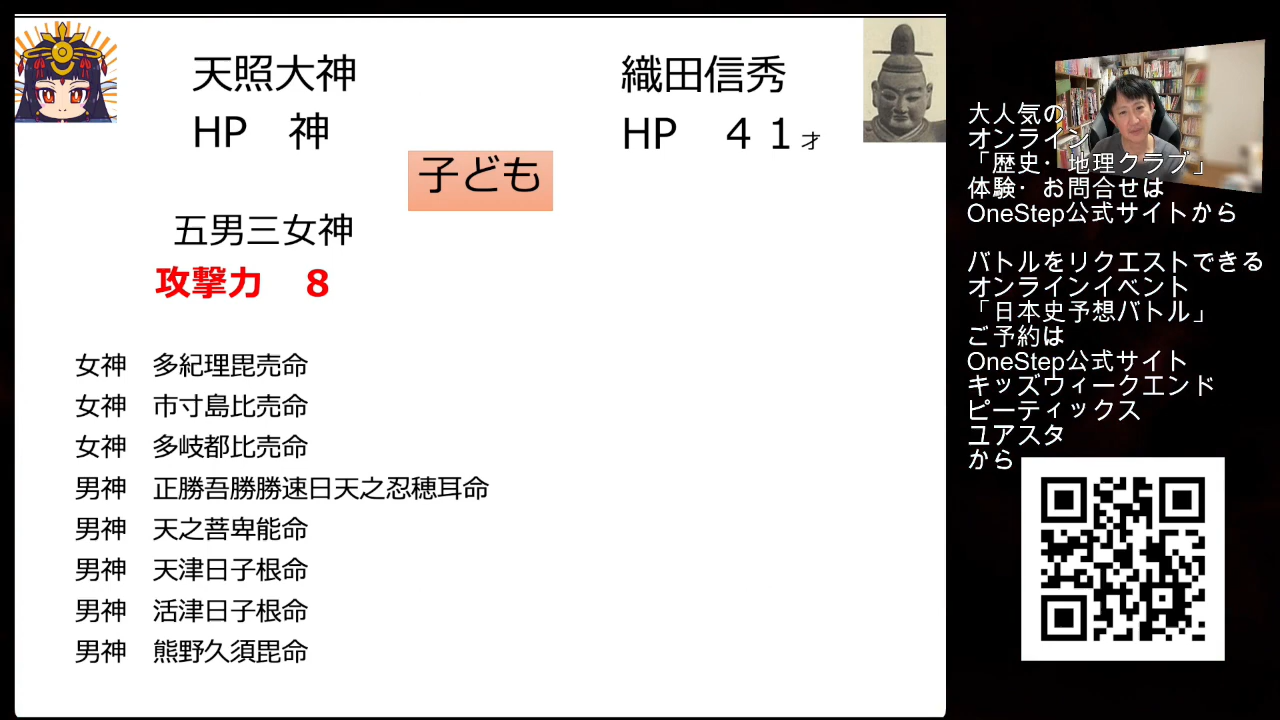 天照大神
HP 神
織田信秀
HP 41才
子ども
五男三女神
攻撃力 8
女神 多紀理毘売命
女神 市寸島比売命
女神 多岐都比売命
男神 正勝吾勝勝速日天之忍穂耳命
男神 天之菩卑能命
男神 天津日子根命
男神 活津日子根命
男神 熊野久須毘命
大人気の
オンライン
「歴史・地理クラブ」
体験・お問合せは
OneStep公式サイトから
バトルをリクエストできる
オンラインイベント
「日本史予想バトル」
ご予約は
OneStep公式サイト
キッズウィークエンド
ピーティックス
ユアスタ
から